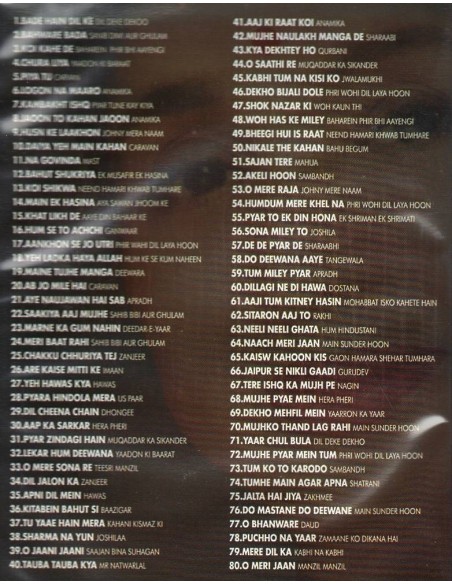 1.BADE HAIN DIL KE DIL DEKE DEKHO
2.BANWARE BADA SAHIB BIWI AUR GHULAM
3.KOI KAHE DE BAHAREIN PHIR BHI AAYENGI
4.CHURA LIYA YAADON KI BARAAT
5.PIYA TU CARVAN
6.LOGON NA MAARO ANAMIKA
7.KAMBAKHT ISHQ PYAR TUNE KAY KIYA
8.JAOON TO KAHAN JAOON ANAMIKA
9.HUSN KE LAAKHON JOHNY MERA NAAM
10.DAIYA YEH MAIN KAHAN CARAVAN
11.NA GOVINDA MAST
12.BAHUT SHUKRIYA EK MUSAFIR EK HASINA
13.KOI SHIKWA NEEND HAMARI KHWAB TUMHARE
14.MAIN EK HASINA AYA SAWAN JHOOM KE
15.KHAT LIKH DE AAYE DIN BAHAAR KE
16.HUM SE TO ACHCHI GANWAAR
17.AANKHON SE JO UTRI PHIR WAHI DIL LAYA HOON
18.YEH LADKA HAYA ALLAH HUM KE SE KUM NAHEEN
19.MAINE TUJHE MANGA DEEWARA
20.AB JO MILE HAI CARAVAN
21.AYE NAUJAWAN HAI SAB APRADH
22.SAAKIYA AAJ MUJHE SAHIB BIBI AUR GHULAM
23.MARNE KA GUM NAHIN DEEDAR-E-YAAR
24.MERI BAAT RAHI SAHIB BIBI AUR GHULAM
25.CHAKKU CHHURIYA TEJ ZANJEER
26.ARE KAISE MITTI KE IMAAN
27.YEH HAWAS KYA HAWAS
28.PYARA HINDOLA MERA US PAAR
29.DIL CHEENA CHAIN DHONGEE
30.AAP KA SARKAR HERA PHERI
31.PYAR ZINDAGI HAIN MUQADDAR KA SIKANDER
32.LEKAR HUM DEEWANA YAADON KI BAARAT
33.O MERE SONA RE TEESRI MANZIL
34.DIL JALON KA ZANJEER
35.APNI DIL MEIN HAWAS
36.KITABEIN BAHUT SI BAAZIGAR
37.TU YAAE HAIN MERA KAHANI KISMAZ KI
38.SHARMA NA YUN JOSHILAA
39.O JAANI JAANI SAAJAN BINA SUHAGAN
40.TAUBA TAUBA KYA MR NATWARLAL
41.AAJ KI RAAT KOI ANAMIKA
42.MUJHE NAULAKH MANGA DE SHARAABI
43.KYA DEKHTEY HO QURBANI
44.O SAATHI RE MUQADDAR KA SIKANDER
45.KABHI TUM NA KISI KO JWALAMUKHI
46.DEKHO BIJALI DOLE PHRI WOHI DIL LAYA HOON
47.SHOK NAZAR KI WOH KAUN THI
48.WOH HAS KE MILEY BAHAREIN PHIR BHI AAYENGI
49.BHEEGI HUI IS RAAT NEEND HAMARI KHWAB TUMHARE
50.NIKALE THE KAHAN BAHU BEGUM
51.SAJAN TERE MAHUA
52.AKELI HOON SAMBANDH
53.O MERE RAJA JOHNY MERE NAAM
54.HUMDUM MERE KHEL NA PHRI WOHI DIL LAYA HOON
55.PYAR TO EK DIN HONA EK SHRIMAN EK SHRIMATI
56.SONA MILEY TO JOSHILA
57.DE DE PYAR DE SHARAABHI
58.DO DEEWANA AAYE TANGEWALA
59.TUM MILEY PYAR APRADH
60.DILLAGI NE DI HAWA DOSTANA
61.AAJI TUM KITNEY HASIN MOHABBAT ISKO KAHETE HAIN
62.SITARON AAJ TO RAKHI
63.NEELI NEELI GHATA HUM HINDUSTANI
64.NAACH MERI JAAN MAIN SUNDER HOON
65.KAISW KAHOON KIS GAON HAMARA SHEHAR TUMHARA
66.JAIPUR SE NIKLI GAADI GURUDEV
67.TERE ISHQ KA MUJH PE NAGIN
68.MUJHE PYAE MEIN HERA PHERI
69.DEKHO MEHFIL MEIN YAARRON KA YAAR
70.MUJHKO THAND LAG RAHI MAIN SUNDER HOON
71.YAAR CHUL BULA DIL DEKE DEKHO
72.MUJHE PYAR MEIN TUM PHRI WOHI DIL LAYA HOON
73.TUM KO TO KARODO SAMBANDH
74.TUMHE MAIN AGAR APNA SHATRANI
75.JALTA HAI JIYA ZAKHMEE
76.DO MASTANE DO DEEWANE MAIN SUNDER HOON
77.O BHANWARE DAUD
78.PUCHHO NA YAAR ZAMAANE KO DIKANA HAI
79.MERE DIL KA KABHI NA KABHI
80.O MERI JAAN MANZIL MANZIL